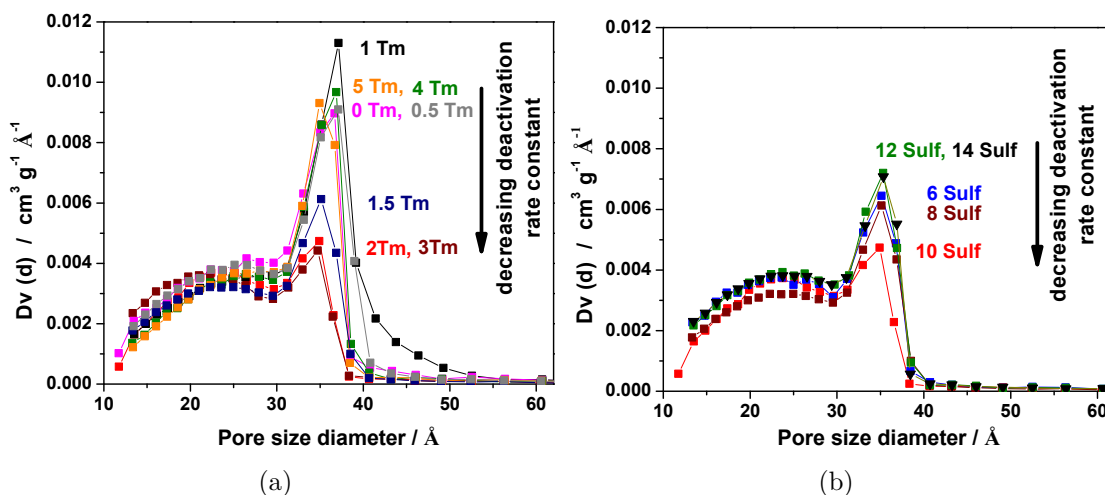 0.012
0.010
0.008
0.006
0.004
0.002
0.000
Dv (d) / cm³ g⁻¹ Å⁻¹
1 Tm
5 Tm, 4 Tm
0 Tm, 0.5 Tm
1.5 Tm
2Tm, 3Tm
decreasing deactivation
rate constant
10 20 30 40 50 60
Pore size diameter / Å
(a)
0.012
0.010
0.008
0.006
0.004
0.002
0.000
Dv (d) / cm³ g⁻¹ Å⁻¹
12 Sulf, 14 Sulf
6 Sulf
8 Sulf
10 Sulf
decreasing deactivation
rate constant
10 20 30 40 50 60
Pore size diameter / Å
(b)